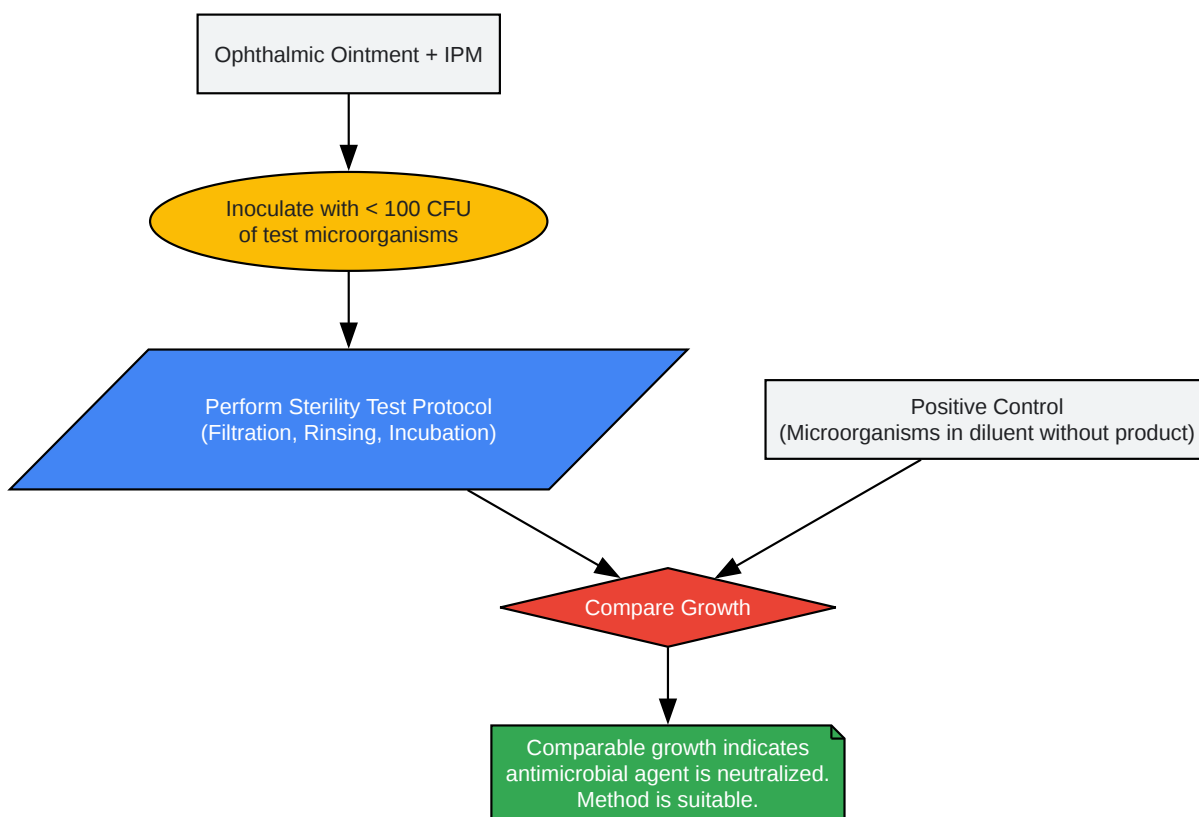 Ophthalmic Ointment + IPM
Inoculate with < 100 CFU
of test microorganisms
Perform Sterility Test Protocol
(Filtration, Rinsing, Incubation)
Positive Control
(Microorganisms in diluent without product)
Compare Growth
Comparable growth indicates
antimicrobial agent is neutralized.
Method is suitable.